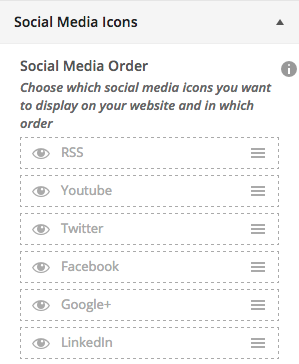 Social Media Icons
Social Media Order
Choose which social media icons you want
to display on your website and in which
order
RSS
Youtube
Twitter
Facebook
Google+
LinkedIn